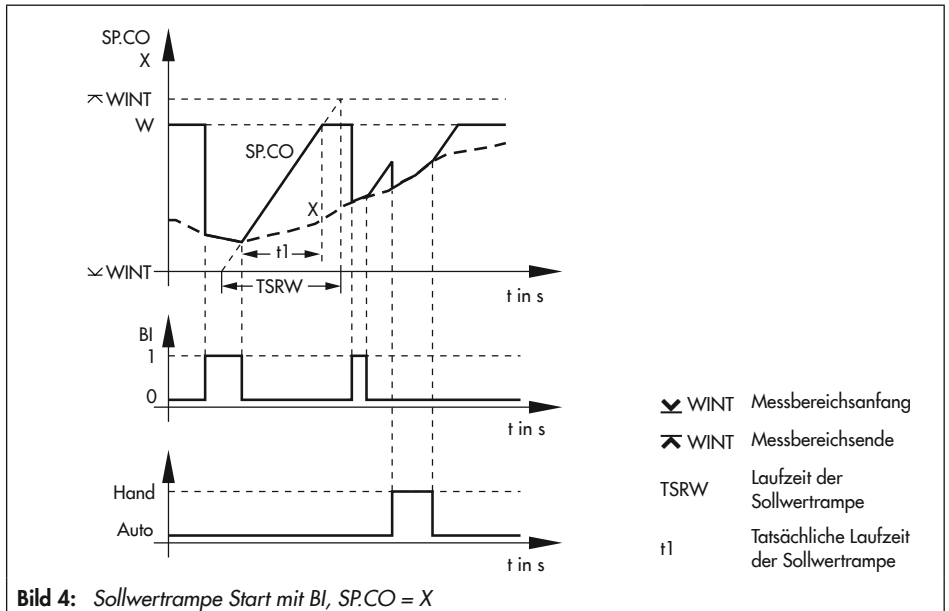 SP.CO
X
⊼ WINT
W
SP.CO
X
t1
⊻ WINT
TSRW
t in s
BI
1
0
t in s
Hand
Auto
t in s
⊻ WINT Messbereichsanfang
⊼ WINT Messbereichsende
TSRW Laufzeit der
Sollwertrampe
t1 Tatsächliche Laufzeit
der Sollwertrampe
Bild 4: Sollwertrampe Start mit BI, SP.CO = X